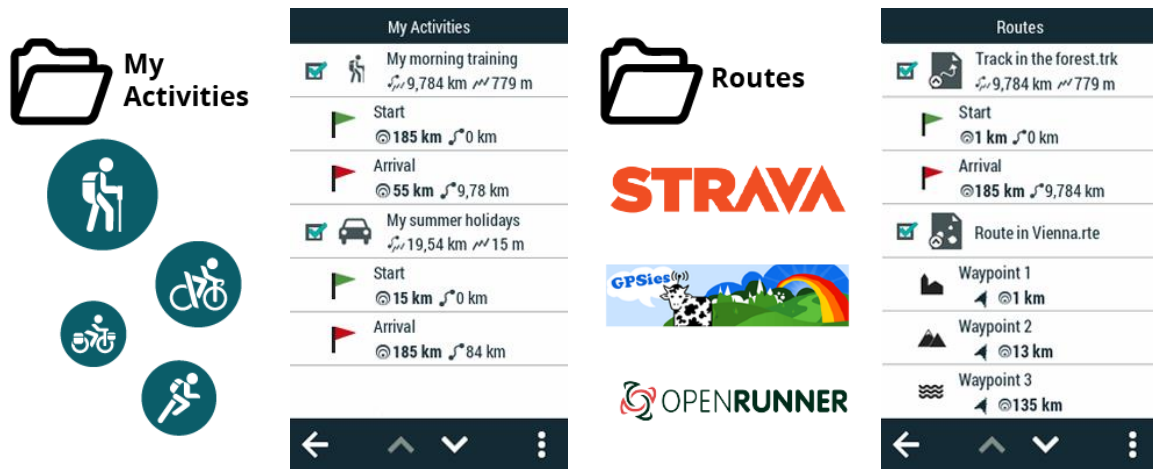 My
Activities
My Activities
My morning training
9,784 km 779 m
Start
185 km 0 km
Arrival
55 km 9,78 km
My summer holidays
19,54 km 15 m
Start
15 km 0 km
Arrival
185 km 84 km
Routes
STRAVA
GPSies
OPENRUNNER
Routes
Track in the forest.trk
9,784 km 779 m
Start
1 km 0 km
Arrival
185 km 9,784 km
Route in Vienna.rte
Waypoint 1
1 km
Waypoint 2
13 km
Waypoint 3
135 km